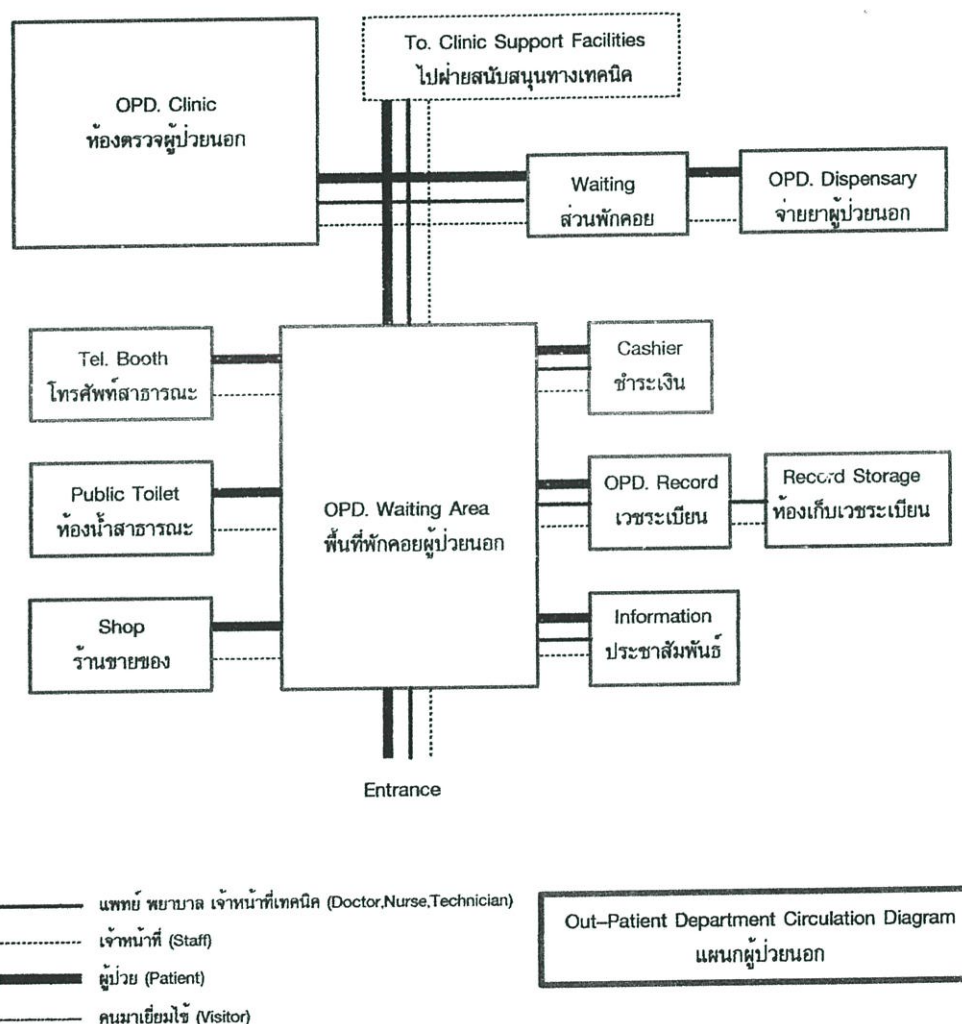 To. Clinic Support Facilities
ไปฝ่ายสนับสนุนทางเทคนิค
OPD. Clinic
ห้องตรวจผู้ป่วยนอก
Waiting
ส่วนพักคอย
OPD. Dispensary
จ่ายยาผู้ป่วยนอก
Tel. Booth
โทรศัพท์สาธารณะ
Cashier
ชำระเงิน
Public Toilet
ห้องน้ำสาธารณะ
OPD. Waiting Area
พื้นที่พักคอยผู้ป่วยนอก
OPD. Record
เวชระเบียน
Record Storage
ห้องเก็บเวชระเบียน
Shop
ร้านขายของ
Information
ประชาสัมพันธ์
Entrance
แพทย์ พยาบาล เจ้าหน้าที่เทคนิค (Doctor,Nurse,Technician)
เจ้าหน้าที่ (Staff)
ผู้ป่วย (Patient)
คนมาเยี่ยมไข้ (Visitor)
Out–Patient Department Circulation Diagram
แผนกผู้ป่วยนอก